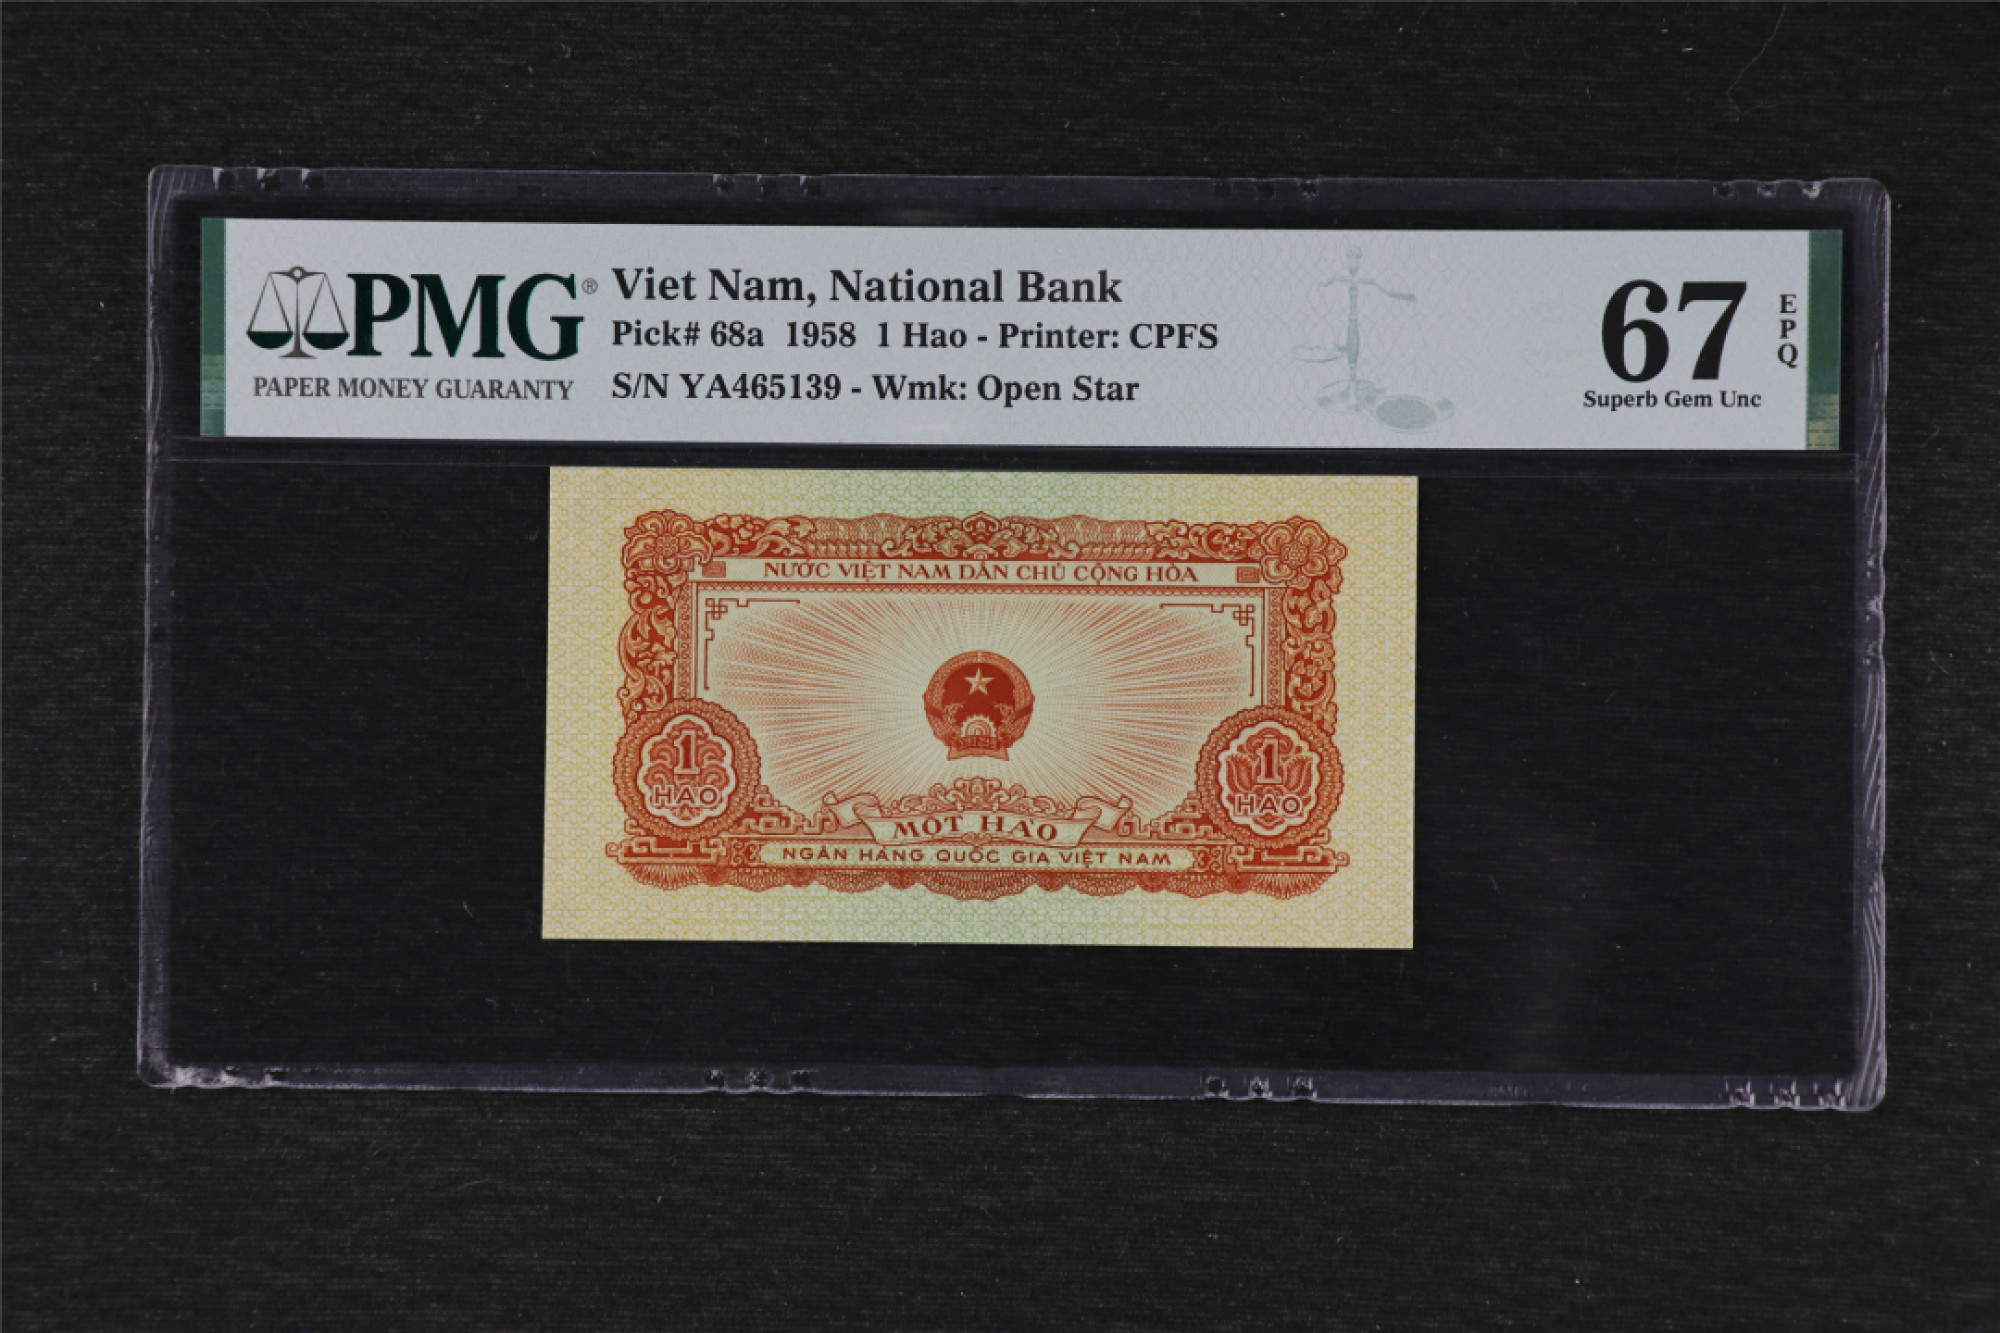 PMG®
PAPER MONEY GUARANTY
Viet Nam, National Bank
Pick# 68a 1958 1 Hao - Printer: CPFS
S/N YA465139 - Wmk: Open Star
67
EPQ
Superb Gem Unc
NƯỚC VIỆT NAM DÂN CHỦ CỘNG HÒA
1
HÀO
1
HÀO
MỘT HÀO
NGÂN HÀNG QUỐC GIA VIỆT NAM